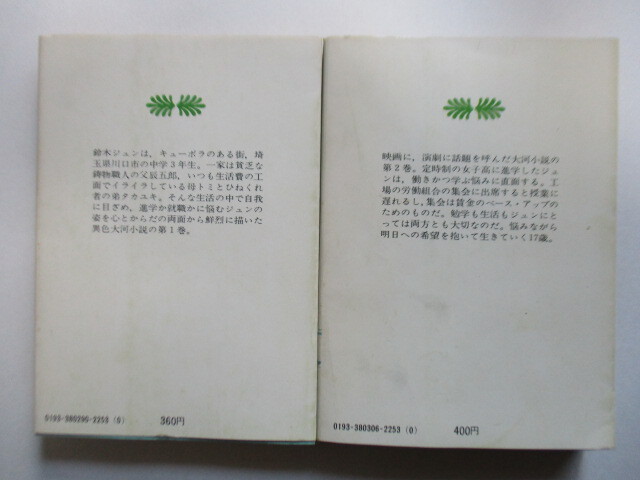 鈴木ジュンは、キューポラのある街、埼
玉県川口市の中学3年生。一家は貧乏な
鋳物職人の父辰五郎、いつも生活費の工
面でイライラしている母トミとひねくれ
者の弟タカユキ。そんな生活の中で自我
に目ざめ、進学か就職かに悩むジュンの
姿を心とからだの両面から鮮烈に描いた
異色大河小説の第1巻。
0193-380296-2253 (0)
360円
映画に、演劇に話題を呼んだ大河小説の
第2巻。定時制の女子高に進学したジュ
ンは、働きかつ学ぶ悩みに直面する。工
場の労働組合の集会に出席すると授業に
遅れるし、集会は賃金のベース・アップの
ためのものだ。勉学も生活もジュンにと
っては両方とも大切なのだ。悩みながら
明日への希望を抱いて生きていく17歳。
0193-380306-2253 (0)
400円